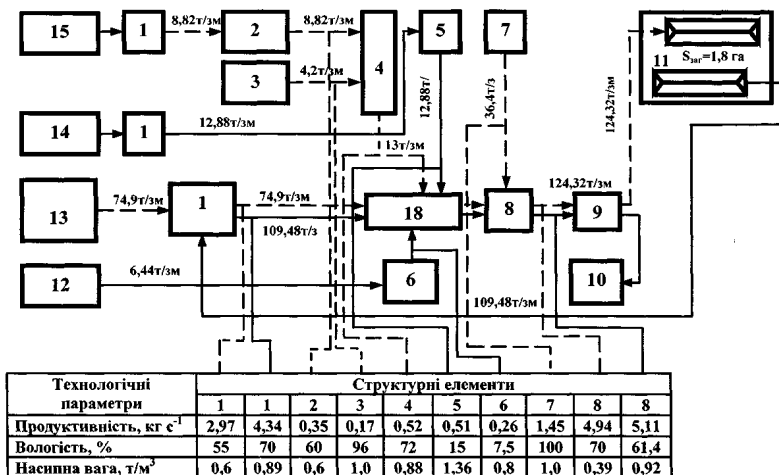 8,82т/зм 8,82т/зм
15 1 2 5 7
4
11 Sзаг=1,8 га
3 4,2т/зм
12,88т/
36,4т/з
124,32т/зм
14 1 12,88т/зм
13т/зм
74,9т/зм 74,9т/зм 124,32т/зм
13 1 18 8 9
109,48т/з
6,44т/зм
12 6 10
109,48т/зм
Технологічні параметри Структурні елементи
1 1 2 3 4 5 6 7 8 8
Продуктивність, кг с⁻¹ 2,97 4,34 0,35 0,17 0,52 0,51 0,26 1,45 4,94 5,11
Вологість, % 55 70 60 96 72 15 7,5 100 70 61,4
Насипна вага, т/м³ 0,6 0,89 0,6 1,0 0,88 1,36 0,8 1,0 0,39 0,92